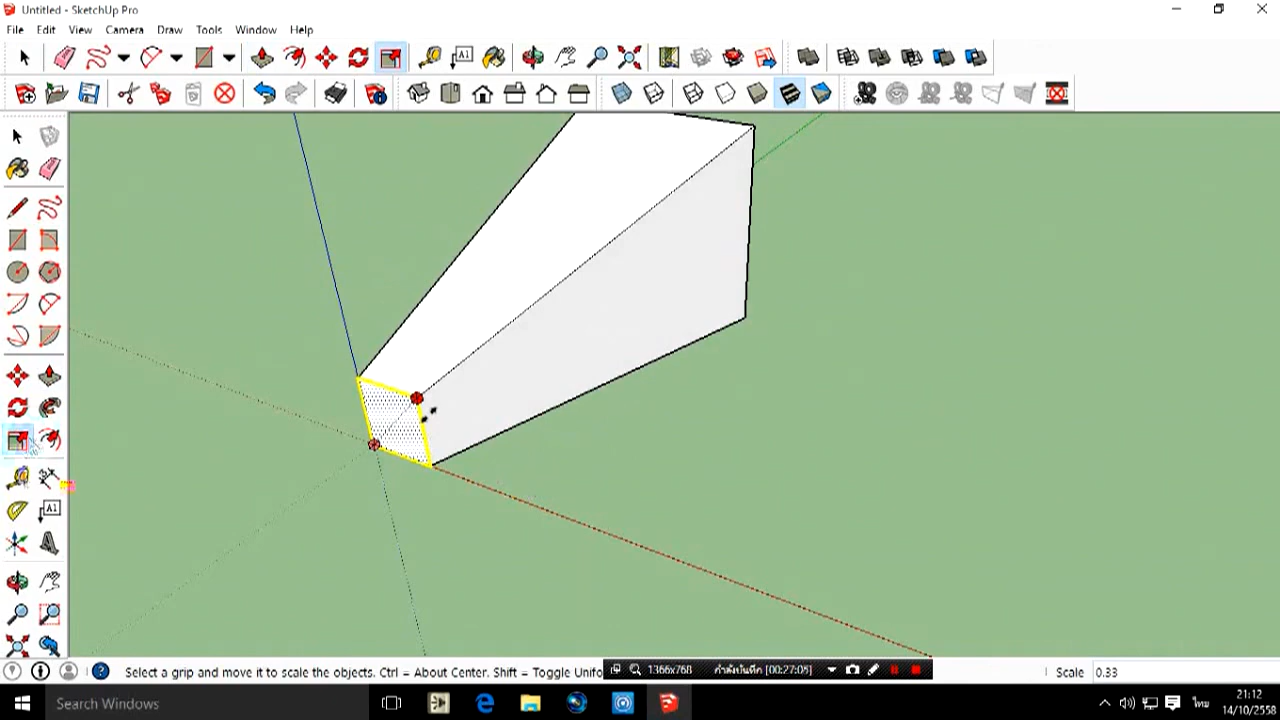 Untitled - SketchUp Pro
File Edit View Camera Draw Tools Window Help
A1
A1
Select a grip and move it to scale the objects. Ctrl = About Center. Shift = Toggle Unifo
1366x768 กำลังบันทึก [00:27:05]
Scale 0.33
Search Windows
ไทย
21:12
14/10/2558